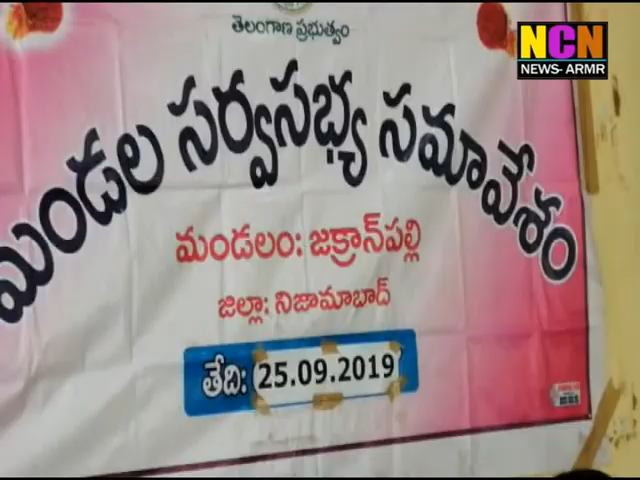 తెలంగాణ ప్రభుత్వం
NCN
NEWS- ARMR
మండల సర్వసభ్య సమావేశం
మండలం: జక్రాన్‌పల్లి
జిల్లా: నిజామాబాద్
తేది: 25.09.2019